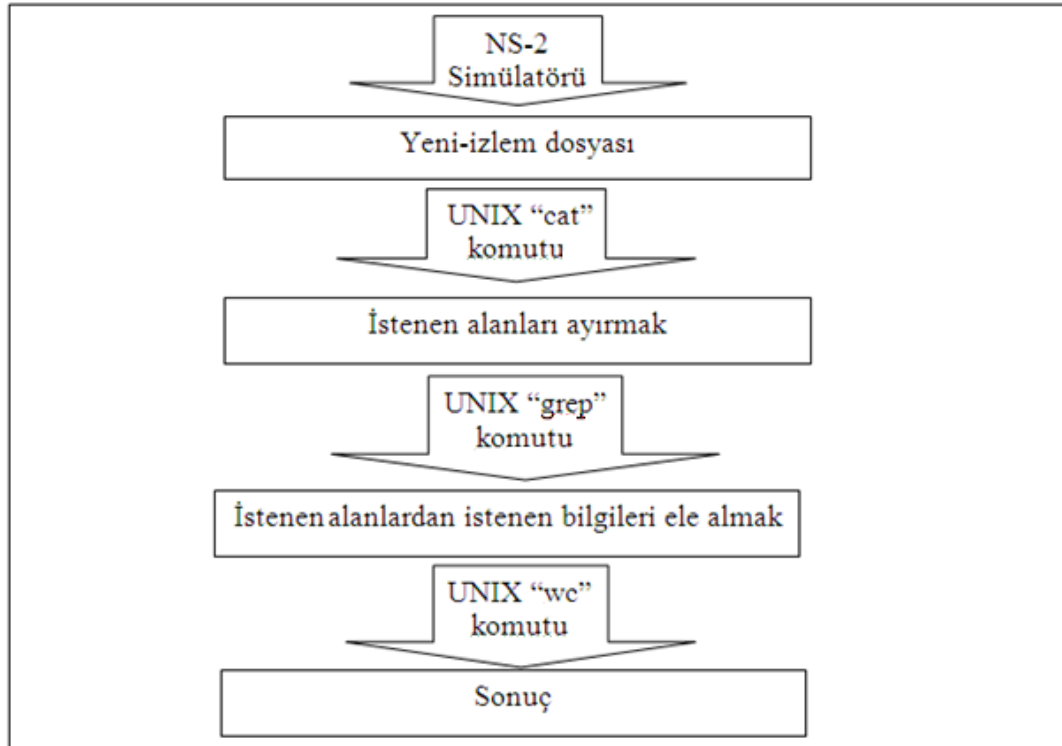 NS-2
Simülatörü
Yeni-izlem dosyası
UNIX “cat”
komutu
İstenen alanları ayırmak
UNIX “grep”
komutu
İstenen alanlardan istenen bilgileri ele almak
UNIX “wc”
komutu
Sonuç